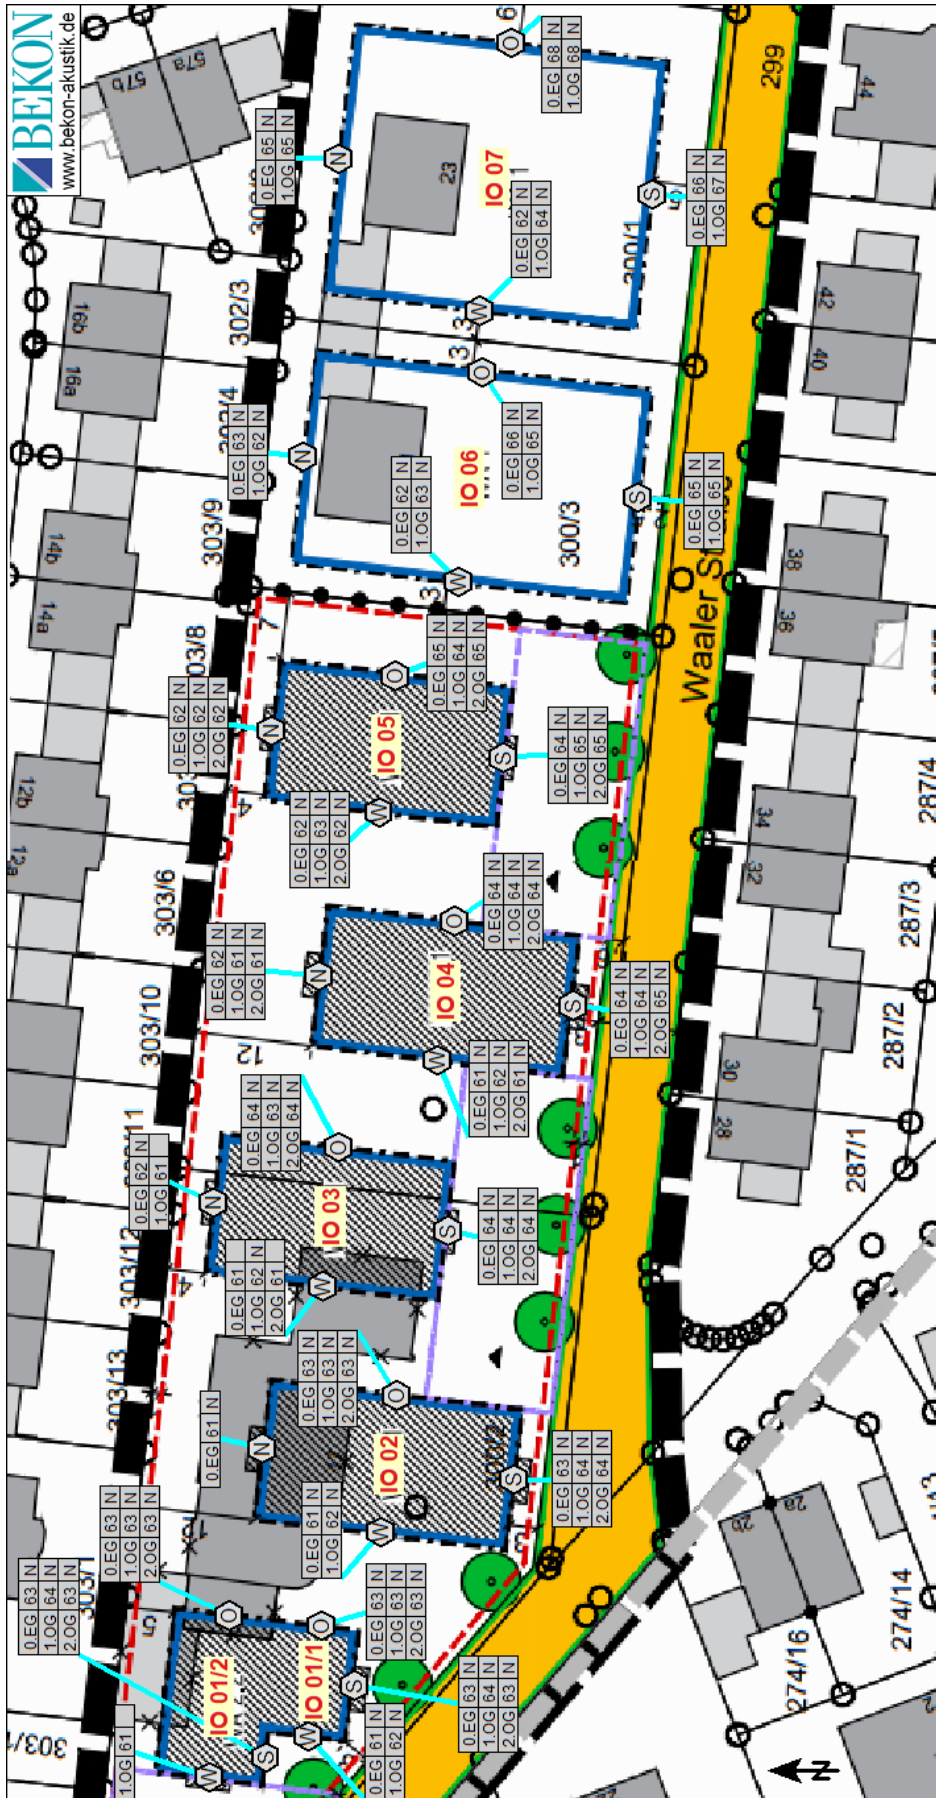 BEKON
www.bekon-akustik.de
303/1
303/13
303/12
303/10
303/6
303/8
303/9
302/3
16a
16b
14a
14b
12a
12b
57a
57b
IO 01/2
IO 01/1
IO 02
IO 03
IO 04
IO 05
IO 06
IO 07
23
300/3
300/1
1.OG 61
0.EG 63 N
1.OG 64 N
2.OG 63 N
0.EG 63 N
1.OG 63 N
2.OG 63 N
0.EG 63 N
1.OG 63 N
2.OG 63 N
0.EG 63 N
1.OG 64 N
2.OG 63 N
0.EG 61 N
1.OG 62 N
0.EG 61 N
0.EG 61 N
1.OG 62 N
0.EG 63 N
1.OG 63 N
2.OG 63 N
0.EG 63 N
1.OG 64 N
2.OG 64 N
0.EG 62 N
1.OG 61
0.EG 61 N
1.OG 62 N
2.OG 61
0.EG 64 N
1.OG 63 N
2.OG 64 N
0.EG 64 N
1.OG 64 N
2.OG 64 N
0.EG 62 N
1.OG 61 N
2.OG 61 N
0.EG 61 N
1.OG 62 N
2.OG 61 N
0.EG 64 N
1.OG 64 N
2.OG 64 N
0.EG 64 N
1.OG 64 N
2.OG 65 N
0.EG 62 N
1.OG 62 N
2.OG 62 N
0.EG 62 N
1.OG 63 N
2.OG 62 N
0.EG 65 N
1.OG 64 N
2.OG 65 N
0.EG 64 N
1.OG 65 N
2.OG 65 N
0.EG 63 N
1.OG 62 N
0.EG 62 N
1.OG 63 N
0.EG 66 N
1.OG 65 N
0.EG 65 N
1.OG 65 N
0.EG 65 N
1.OG 65 N
0.EG 62 N
1.OG 64 N
0.EG 68 N
1.OG 68 N
0.EG 66 N
1.OG 67 N
Waaler
299
44
42
40
38
36
34
32
30
28
287/1
287/2
287/3
287/4
2a
274/16
274/14
N